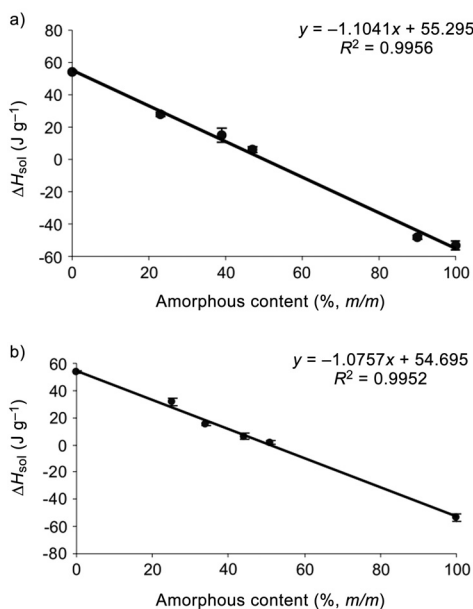 a)
y = –1.1041x + 55.295
R² = 0.9956
80
60
40
20
0
-20
-40
-60
ΔHsol (J g⁻¹)
0 20 40 60 80 100
Amorphous content (%, m/m)
b)
y = –1.0757x + 54.695
R² = 0.9952
60
40
20
0
-20
-40
-60
-80
ΔHsol (J g⁻¹)
0 20 40 60 80 100
Amorphous content (%, m/m)